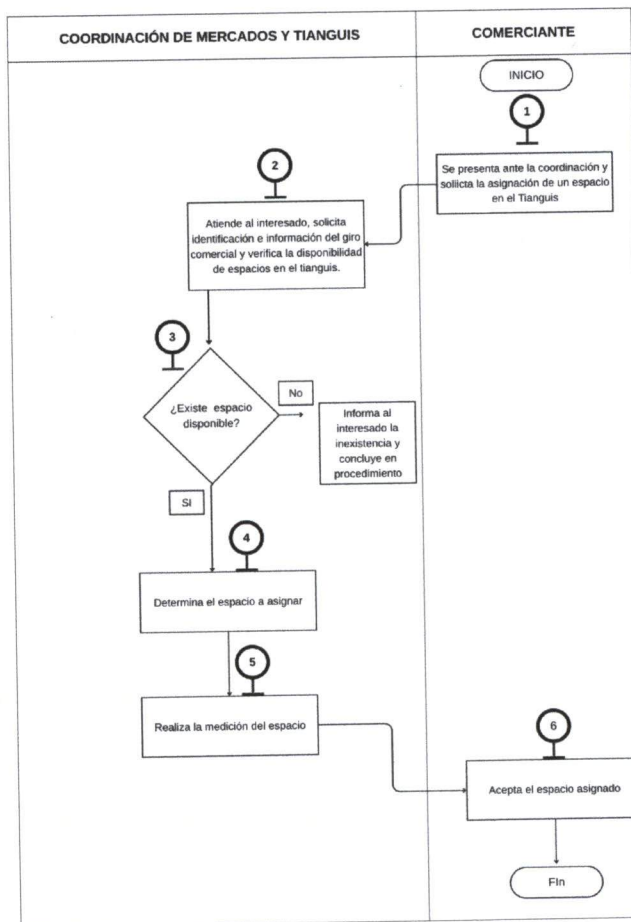 COORDINACIÓN DE MERCADOS Y TIANGUIS
COMERCIANTE
INICIO
1
Se presenta ante la coordinación y
soliicta la asignación de un espacio
en el Tianguis
2
Atiende al interesado, solicita
identificación e información del giro
comercial y verifica la disponibilidad
de espacios en el tianguis.
3
¿Existe espacio
disponible?
No
Informa al
interesado la
inexistencia y
concluye en
procedimiento
SI
4
Determina el espacio a asignar
5
Realiza la medición del espacio
6
Acepta el espacio asignado
FIn